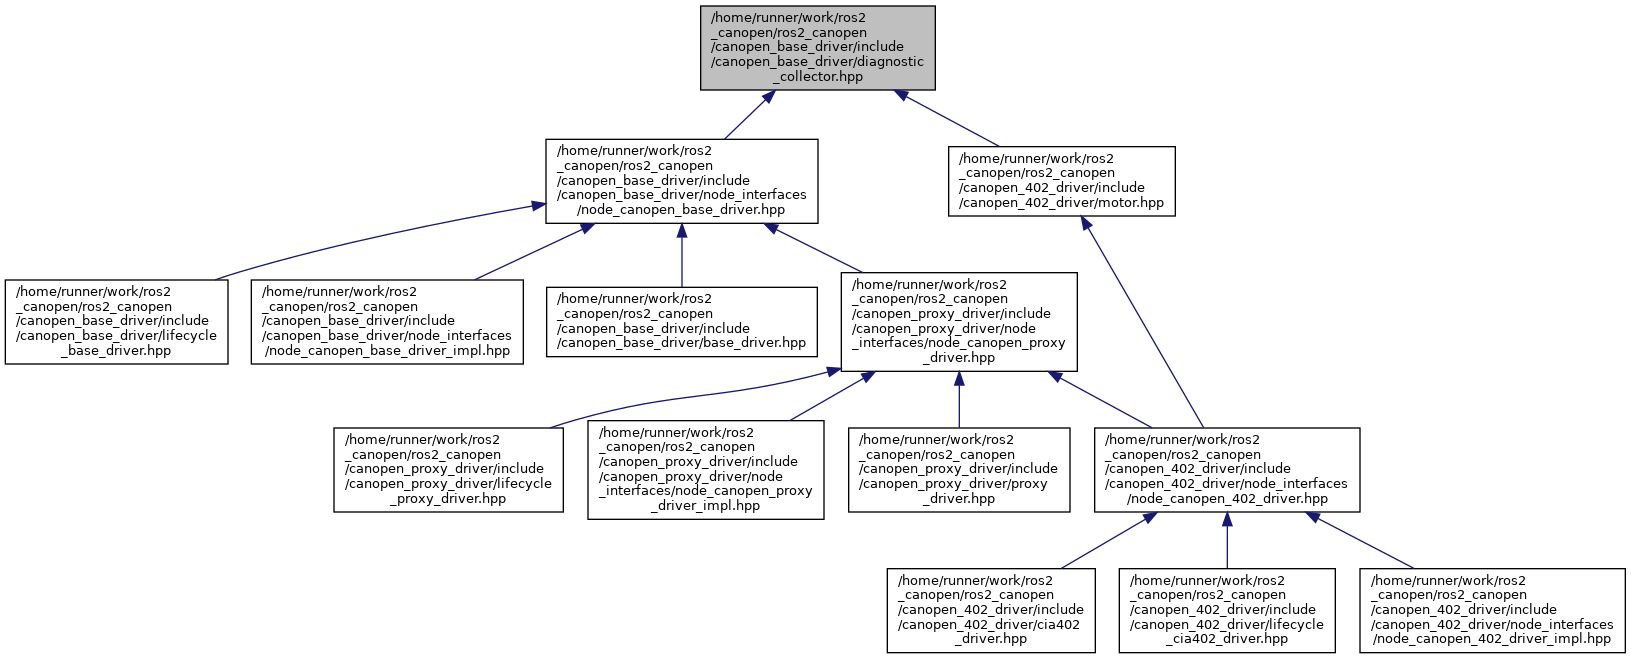 /home/runner/work/ros2
_canopen/ros2_canopen
/canopen_base_driver/include
/canopen_base_driver/diagnostic
_collector.hpp
/home/runner/work/ros2
_canopen/ros2_canopen
/canopen_base_driver/include
/canopen_base_driver/node_interfaces
/node_canopen_base_driver.hpp
/home/runner/work/ros2
_canopen/ros2_canopen
/canopen_402_driver/include
/canopen_402_driver/motor.hpp
/home/runner/work/ros2
_canopen/ros2_canopen
/canopen_base_driver/include
/canopen_base_driver/lifecycle
_base_driver.hpp
/home/runner/work/ros2
_canopen/ros2_canopen
/canopen_base_driver/include
/canopen_base_driver/node_interfaces
/node_canopen_base_driver_impl.hpp
/home/runner/work/ros2
_canopen/ros2_canopen
/canopen_base_driver/include
/canopen_base_driver/base_driver.hpp
/home/runner/work/ros2
_canopen/ros2_canopen
/canopen_proxy_driver/include
/canopen_proxy_driver/node
_interfaces/node_canopen_proxy
_driver.hpp
/home/runner/work/ros2
_canopen/ros2_canopen
/canopen_proxy_driver/include
/canopen_proxy_driver/lifecycle
_proxy_driver.hpp
/home/runner/work/ros2
_canopen/ros2_canopen
/canopen_proxy_driver/include
/canopen_proxy_driver/node
_interfaces/node_canopen_proxy
_driver_impl.hpp
/home/runner/work/ros2
_canopen/ros2_canopen
/canopen_proxy_driver/include
/canopen_proxy_driver/proxy
_driver.hpp
/home/runner/work/ros2
_canopen/ros2_canopen
/canopen_402_driver/include
/canopen_402_driver/node_interfaces
/node_canopen_402_driver.hpp
/home/runner/work/ros2
_canopen/ros2_canopen
/canopen_402_driver/include
/canopen_402_driver/cia402
_driver.hpp
/home/runner/work/ros2
_canopen/ros2_canopen
/canopen_402_driver/include
/canopen_402_driver/lifecycle
_cia402_driver.hpp
/home/runner/work/ros2
_canopen/ros2_canopen
/canopen_402_driver/include
/canopen_402_driver/node_interfaces
/node_canopen_402_driver_impl.hpp